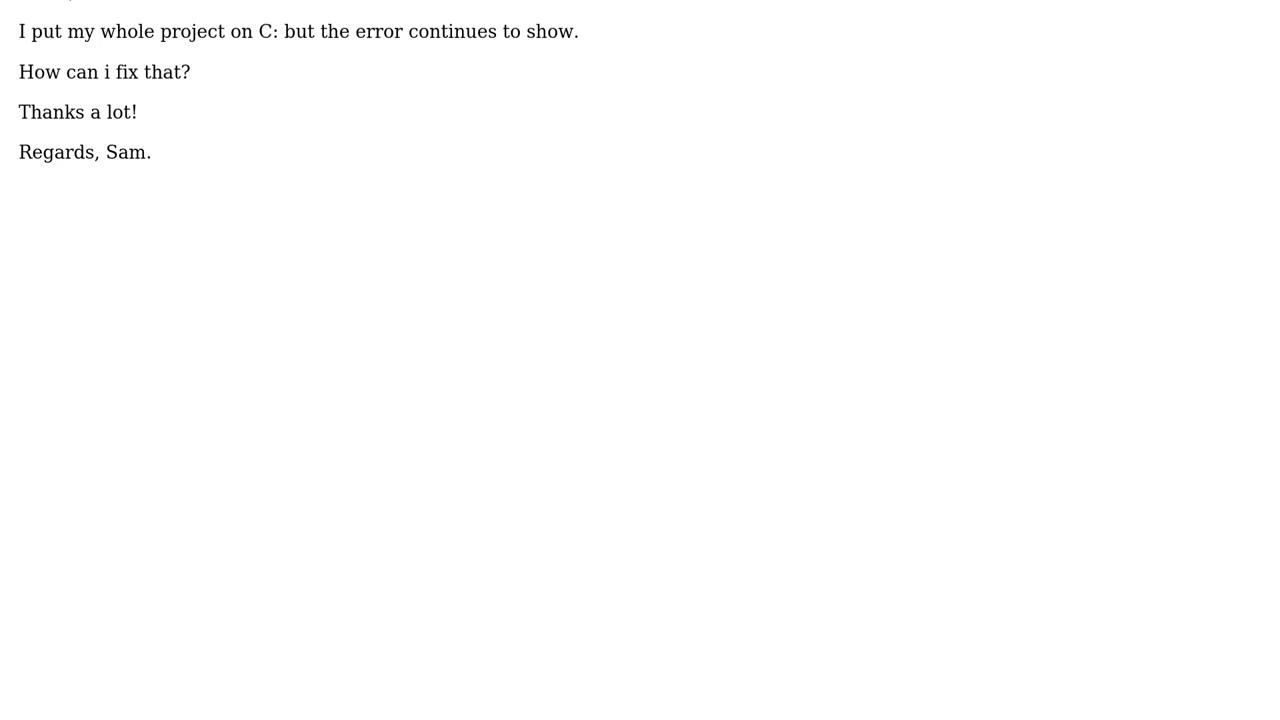 I put my whole project on C: but the error continues to show.
How can i fix that?
Thanks a lot!
Regards, Sam.